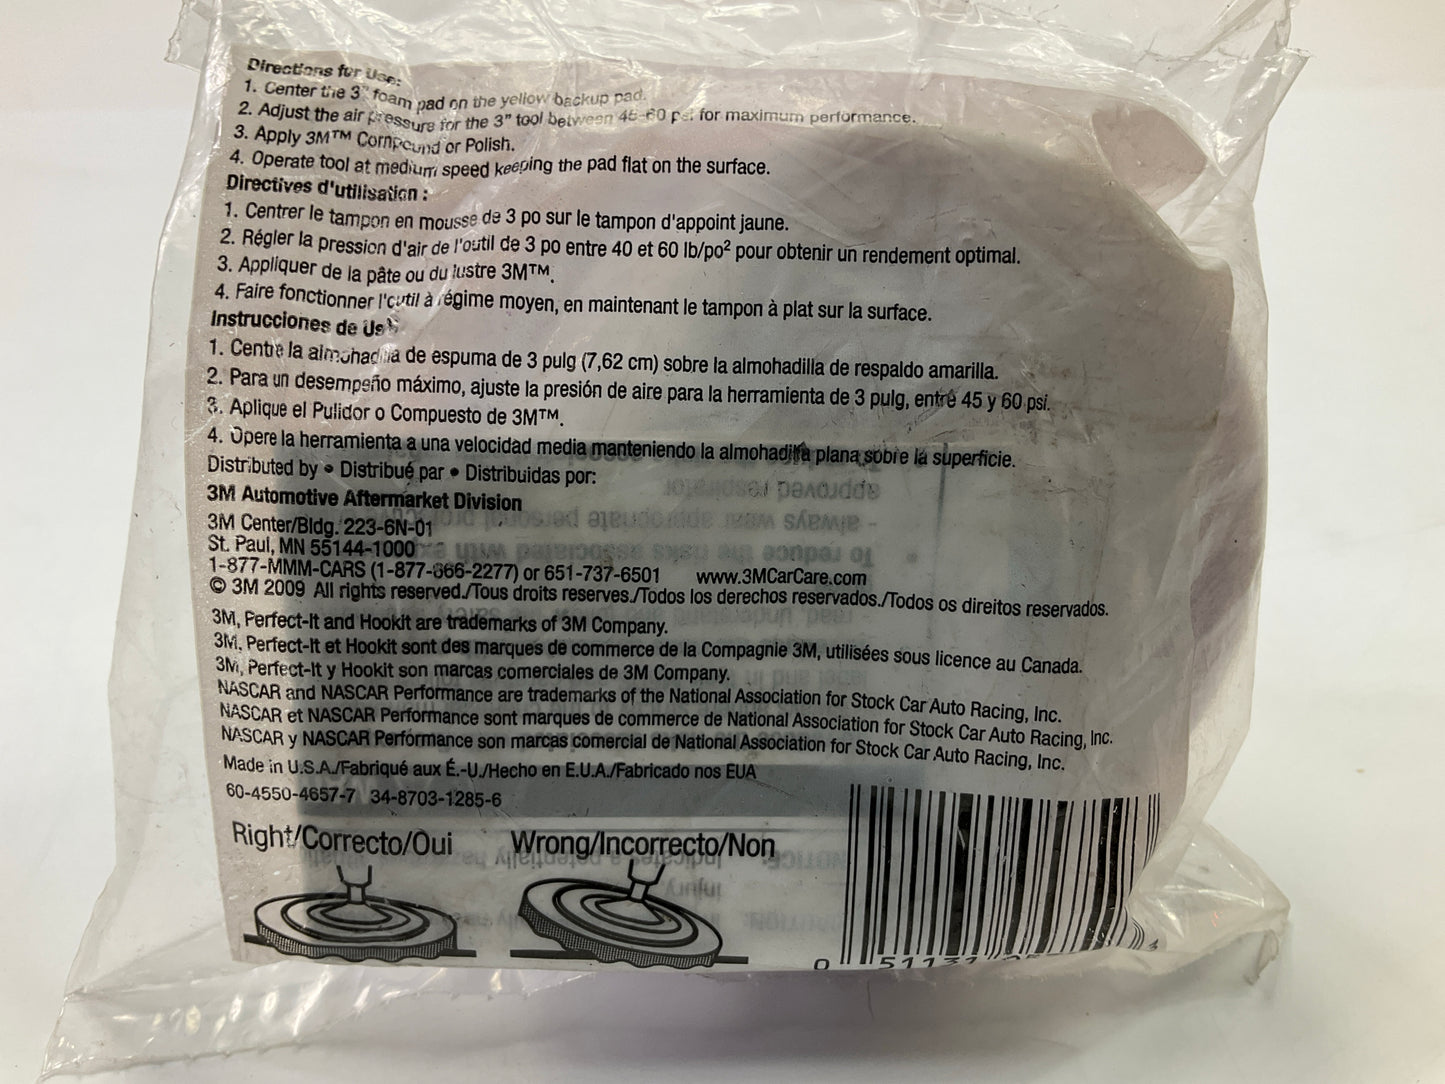 Directions for Use:
1. Center the 3" foam pad on the yellow backup pad.
2. Adjust the air pressure for the 3" tool between 45-60 psi for maximum performance.
3. Apply 3M™ Compound or Polish.
4. Operate tool at medium speed keeping the pad flat on the surface.
Directives d'utilisation :
1. Centrer le tampon en mousse de 3 po sur le tampon d'appoint jaune.
2. Régler la pression d'air de l'outil de 3 po entre 40 et 60 lb/po² pour obtenir un rendement optimal.
3. Appliquer de la pâte ou du lustre 3M™.
4. Faire fonctionner l'outil à régime moyen, en maintenant le tampon à plat sur la surface.
Instrucciones de Uso:
1. Centre la almohadilla de espuma de 3 pulg (7,62 cm) sobre la almohadilla de respaldo amarilla.
2. Para un desempeño máximo, ajuste la presión de aire para la herramienta de 3 pulg, entre 45 y 60 psi.
3. Aplique el Pulidor o Compuesto de 3M™.
4. Opere la herramienta a una velocidad media manteniendo la almohadilla plana sobre la superficie.
Distributed by • Distribué par • Distribuidas por:
3M Automotive Aftermarket Division
3M Center/Bldg. 223-6N-01
St. Paul, MN 55144-1000
1-877-MMM-CARS (1-877-666-2277) or 651-737-6501 www.3MCarCare.com
© 3M 2009 All rights reserved./Tous droits reserves./Todos los derechos reservados./Todos os direitos reservados.
3M, Perfect-It and Hookit are trademarks of 3M Company.
3M, Perfect-It et Hookit sont des marques de commerce de la Compagnie 3M, utilisées sous licence au Canada.
3M, Perfect-It y Hookit son marcas comerciales de 3M Company.
NASCAR and NASCAR Performance are trademarks of the National Association for Stock Car Auto Racing, Inc.
NASCAR et NASCAR Performance sont marques de commerce de National Association for Stock Car Auto Racing, Inc.
NASCAR y NASCAR Performance son marcas comercial de National Association for Stock Car Auto Racing, Inc.
Made in U.S.A./Fabriqué aux É.-U./Hecho en E.U.A./Fabricado nos EUA
60-4550-4657-7 34-8703-1285-6
Right/Correcto/Oui Wrong/Incorrecto/Non
0 51131